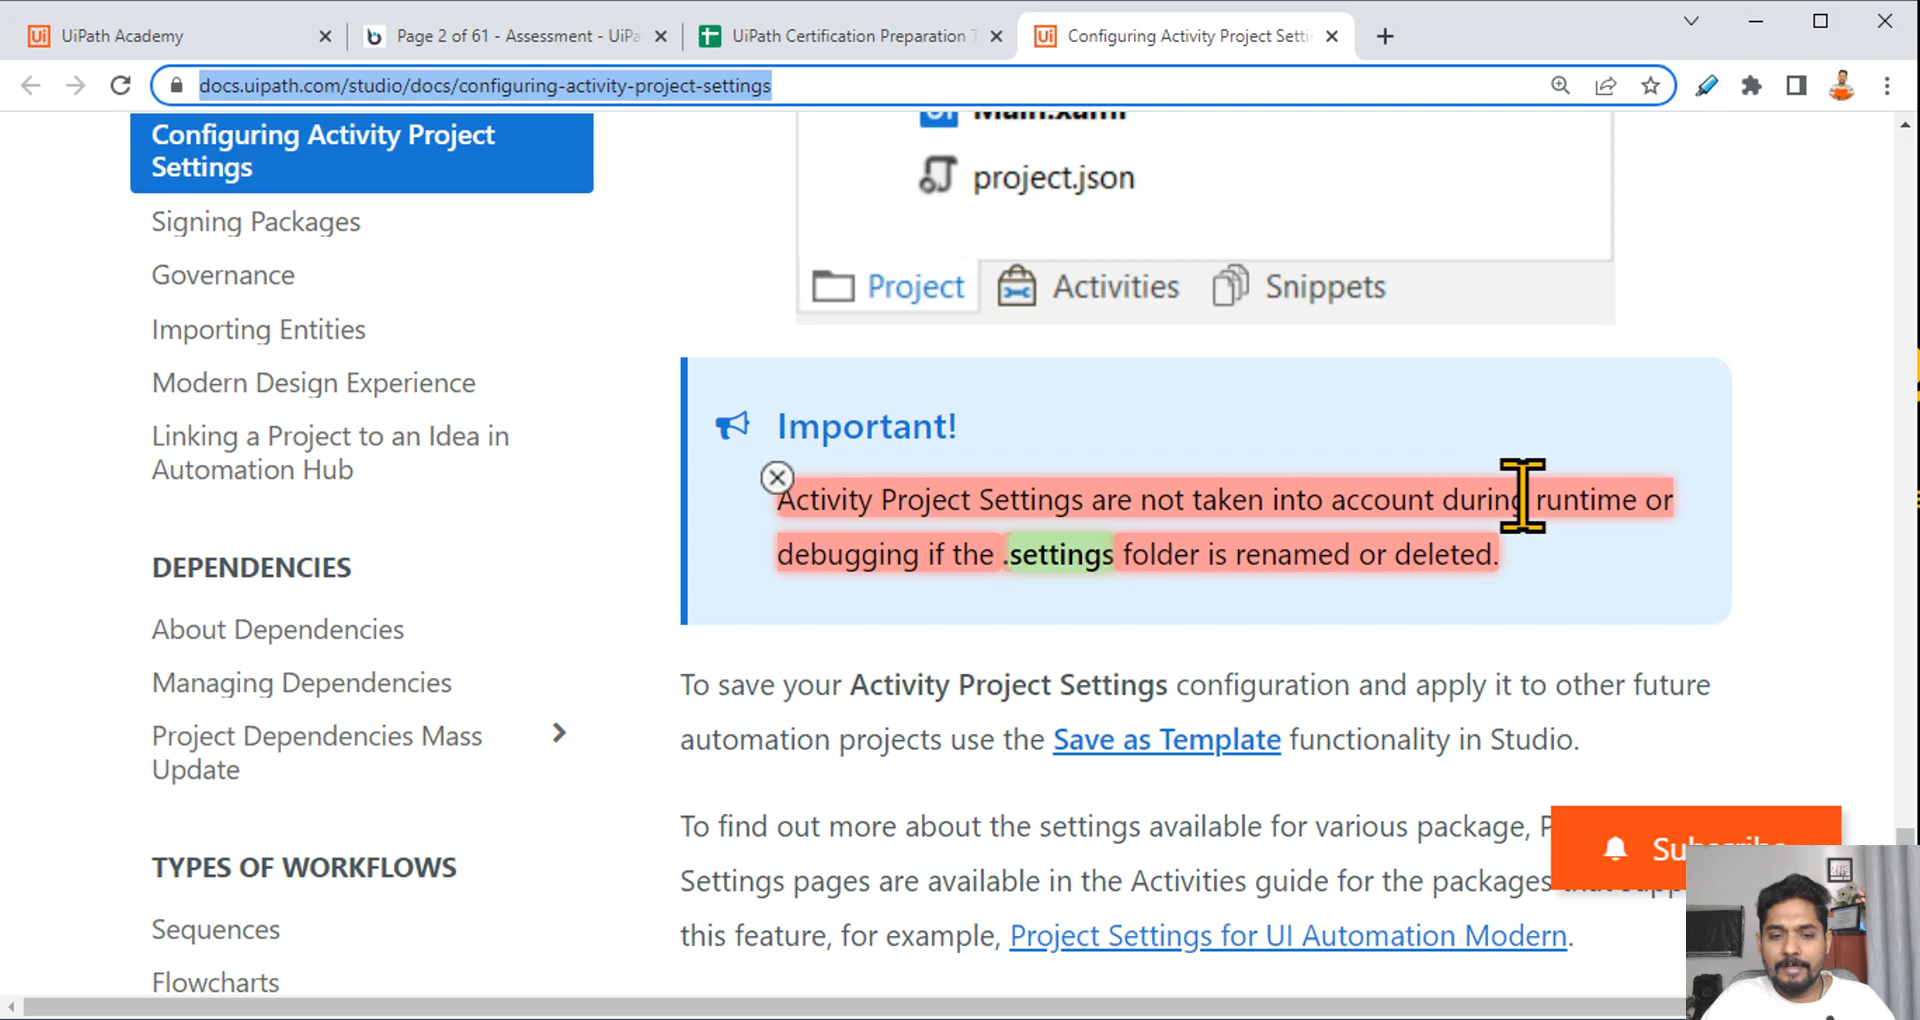 UiPath Academy
Page 2 of 61 - Assessment - UiPa
UiPath Certification Preparation T
Configuring Activity Project Setti
docs.uipath.com/studio/docs/configuring-activity-project-settings
Configuring Activity Project
Settings
Signing Packages
Governance
Importing Entities
Modern Design Experience
Linking a Project to an Idea in
Automation Hub
DEPENDENCIES
About Dependencies
Managing Dependencies
Project Dependencies Mass
Update
TYPES OF WORKFLOWS
Sequences
Flowcharts
Main.xaml
project.json
Project
Activities
Snippets
Important!
Activity Project Settings are not taken into account during runtime or
debugging if the .settings folder is renamed or deleted.
To save your Activity Project Settings configuration and apply it to other future
automation projects use the Save as Template functionality in Studio.
To find out more about the settings available for various package, P
Settings pages are available in the Activities guide for the packages
this feature, for example, Project Settings for UI Automation Modern.